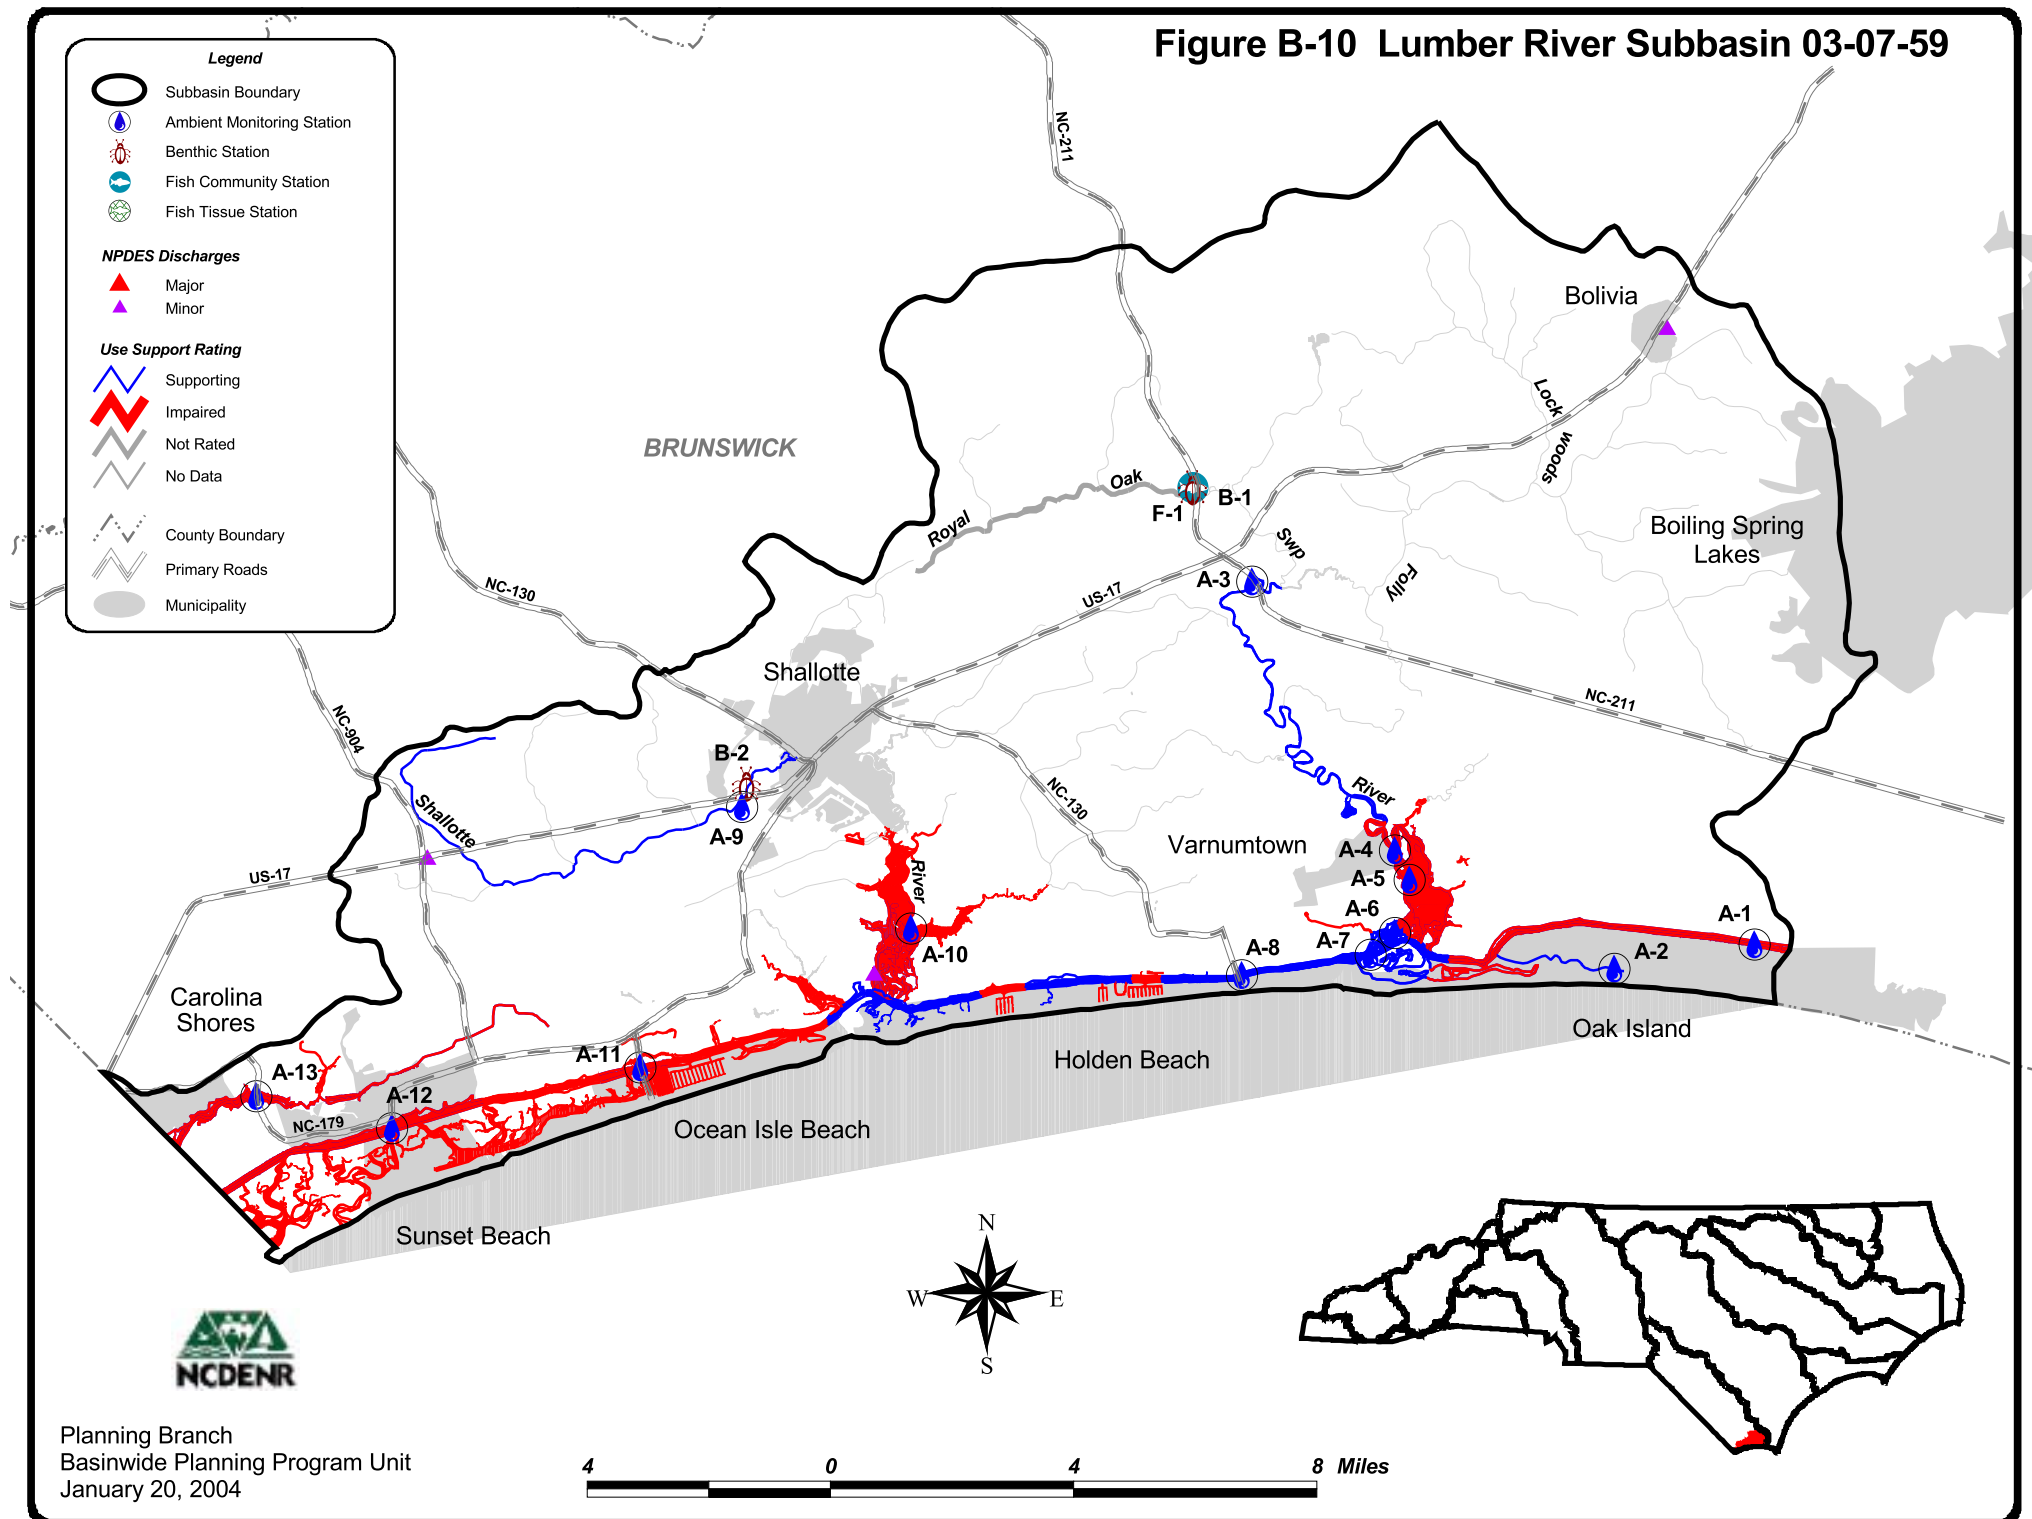 Figure B-10 Lumber River Subbasin 03-07-59
Legend
Subbasin Boundary
Ambient Monitoring Station
Benthic Station
Fish Community Station
Fish Tissue Station
NPDES Discharges
Major
Minor
Use Support Rating
Supporting
Impaired
Not Rated
No Data
County Boundary
Primary Roads
Municipality
NC-211
Bolivia
BRUNSWICK
Lock
woods
Folly
River
Royal
Oak
Swp
B-1
F-1
Boiling Spring
Lakes
A-3
NC-130
US-17
NC-211
Shallotte
NC-904
B-2
A-9
Shallotte
River
US-17
NC-130
Varnumtown
A-4
A-5
A-6
A-7
A-8
A-1
A-2
A-10
Carolina
Shores
A-11
A-13
A-12
NC-179
Oak Island
Holden Beach
Ocean Isle Beach
Sunset Beach
N
W
E
S
NCDENR
Planning Branch
Basinwide Planning Program Unit
January 20, 2004
4 0 4 8 Miles